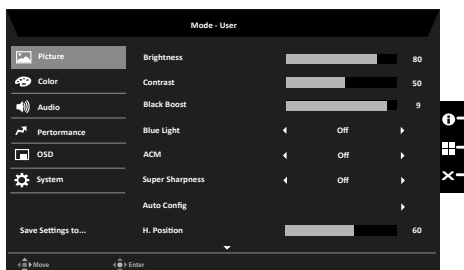 Mode - User
Picture
Brightness 80
Color
Contrast 50
Audio
Black Boost 9
Pertormance
Blue Light Off
OSD
ACM Off
System
Super Sharpness Off
Auto Config
Save Settings to...
H. Position 60
Move
Enter